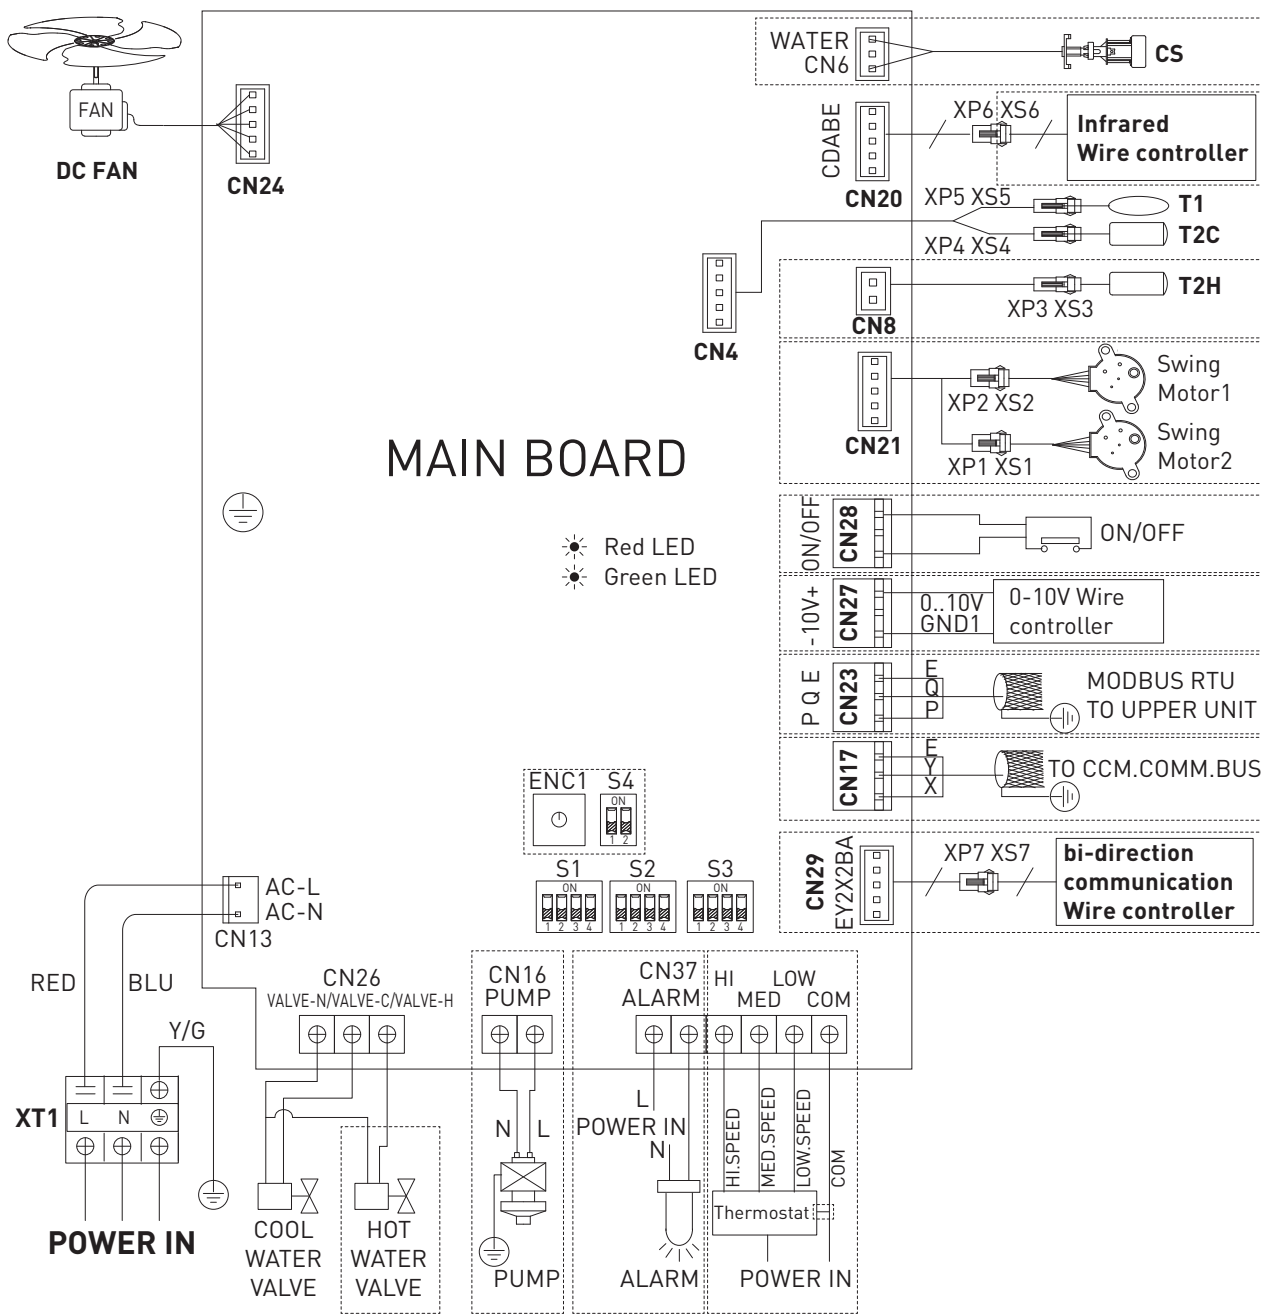 FAN
DC FAN
CN24
WATER
CN6
CS
CDABE
CN20
XP6 XS6
Infrared
Wire controller
XP5 XS5
T1
XP4 XS4
T2C
CN4
CN8
XP3 XS3
T2H
CN21
XP2 XS2
Swing
Motor1
XP1 XS1
Swing
Motor2
MAIN BOARD
Red LED
Green LED
ON/OFF
CN28
ON/OFF
-10V+
CN27
0..10V
GND1
0-10V Wire
controller
P Q E
CN23
E
Q
P
MODBUS RTU
TO UPPER UNIT
CN17
E
Y
X
TO CCM.COMM.BUS
CN29
EY2X2BA
XP7 XS7
bi-direction
communication
Wire controller
ENC1
S4
ON
1 2
S1
ON
1 2 3 4
S2
ON
1 2 3 4
S3
ON
1 2 3 4
AC-L
AC-N
CN13
RED
BLU
Y/G
XT1
L
N
POWER IN
CN26
VALVE-N/VALVE-C/VALVE-H
COOL
WATER
VALVE
HOT
WATER
VALVE
CN16
PUMP
N
L
PUMP
CN37
ALARM
L
POWER IN
N
ALARM
HI
MED
LOW
COM
HI.SPEED
MED.SPEED
LOW.SPEED
COM
Thermostat
POWER IN